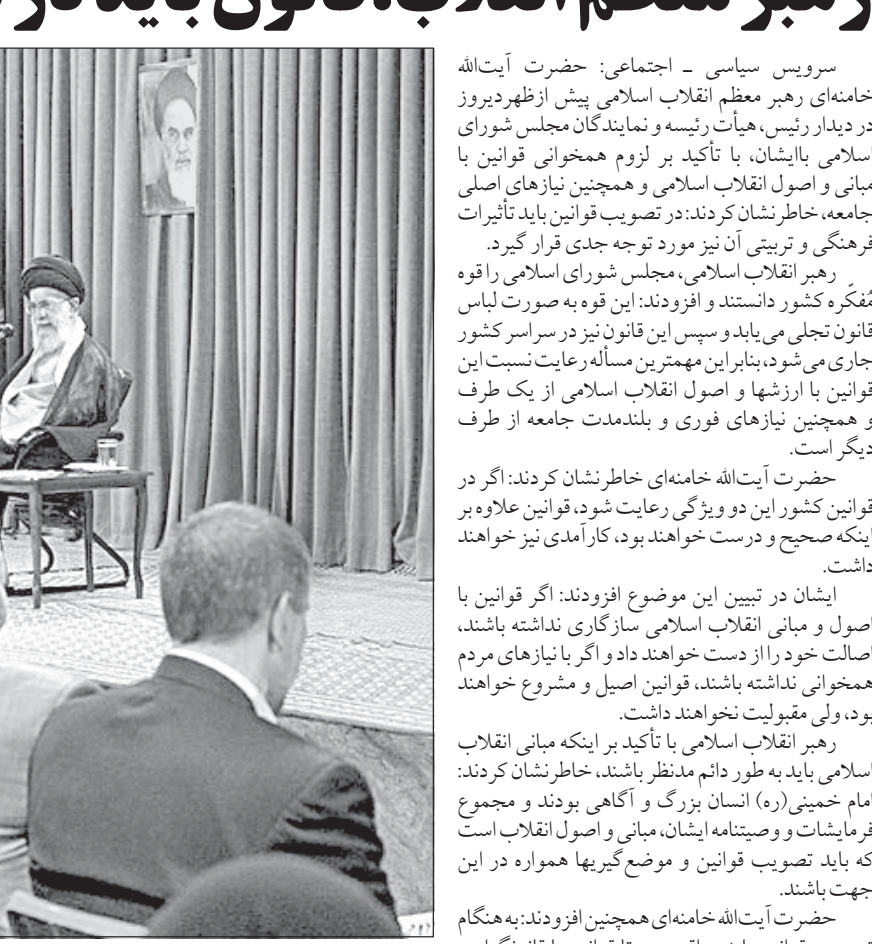 رهبر معظم انقلاب: قانون باید در
سرویس سیاسی ـ اجتماعی: حضرت آیت‌الله
خامنه‌ای رهبر معظم انقلاب اسلامی پیش ازظهردیروز
در دیدار رئیس، هیأت رئیسه و نمایندگان مجلس شورای
اسلامی باایشان، با تأکید بر لزوم همخوانی قوانین با
مبانی و اصول انقلاب اسلامی و همچنین نیازهای اصلی
جامعه، خاطرنشان کردند: در تصویب قوانین باید تأثیرات
فرهنگی و تربیتی آن نیز مورد توجه جدی قرار گیرد.
رهبر انقلاب اسلامی، مجلس شورای اسلامی را قوه
مُفکّره کشور دانستند و افزودند: این قوه به صورت لباس
قانون تجلی می‌یابد و سپس این قانون نیز در سراسر کشور
جاری می‌شود، بنابراین مهمترین مسأله رعایت نسبت این
قوانین با ارزشها و اصول انقلاب اسلامی از یک طرف
و همچنین نیازهای فوری و بلندمدت جامعه از طرف
دیگر است.
حضرت آیت‌الله خامنه‌ای خاطرنشان کردند: اگر در
قوانین کشور این دو ویژگی رعایت شود، قوانین علاوه بر
اینکه صحیح و درست خواهند بود، کارآمدی نیز خواهند
داشت.
ایشان در تبیین این موضوع افزودند: اگر قوانین با
اصول و مبانی انقلاب اسلامی سازگاری نداشته باشند،
اصالت خود را از دست خواهند داد و اگر با نیازهای مردم
همخوانی نداشته باشند، قوانین اصیل و مشروع خواهند
بود، ولی مقبولیت نخواهند داشت.
رهبر انقلاب اسلامی با تأکید بر اینکه مبانی انقلاب
اسلامی باید به طور دائم مدنظر باشند، خاطرنشان کردند:
امام خمینی(ره) انسان بزرگ و آگاهی بودند و مجموع
فرمایشات و وصیتنامه ایشان، مبانی و اصول انقلاب است
که باید تصویب قوانین و موضع‌گیریها همواره در این
جهت باشند.
حضرت آیت‌الله خامنه‌ای همچنین افزودند: به هنگام